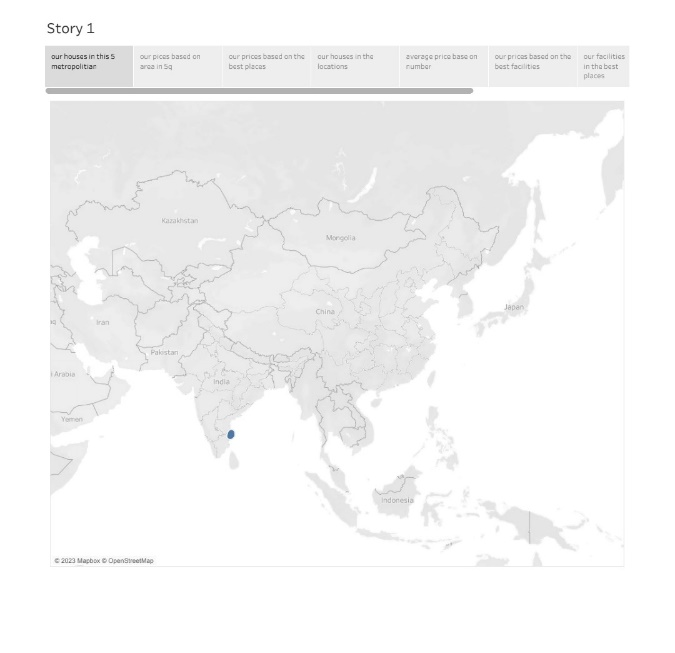 Story 1
our houses in this 5
metropolitian
our pices based on
area in Sq
our prices based on the
best places
our houses in the
locations
average price base on
number
our prices based on the
best facilities
our facilities
in the best
places
Kazakhstan
Mongolia
China
Japan
Iran
Pakistan
Arabia
India
Yemen
Indonesia
© 2023 Mapbox © OpenStreetMap